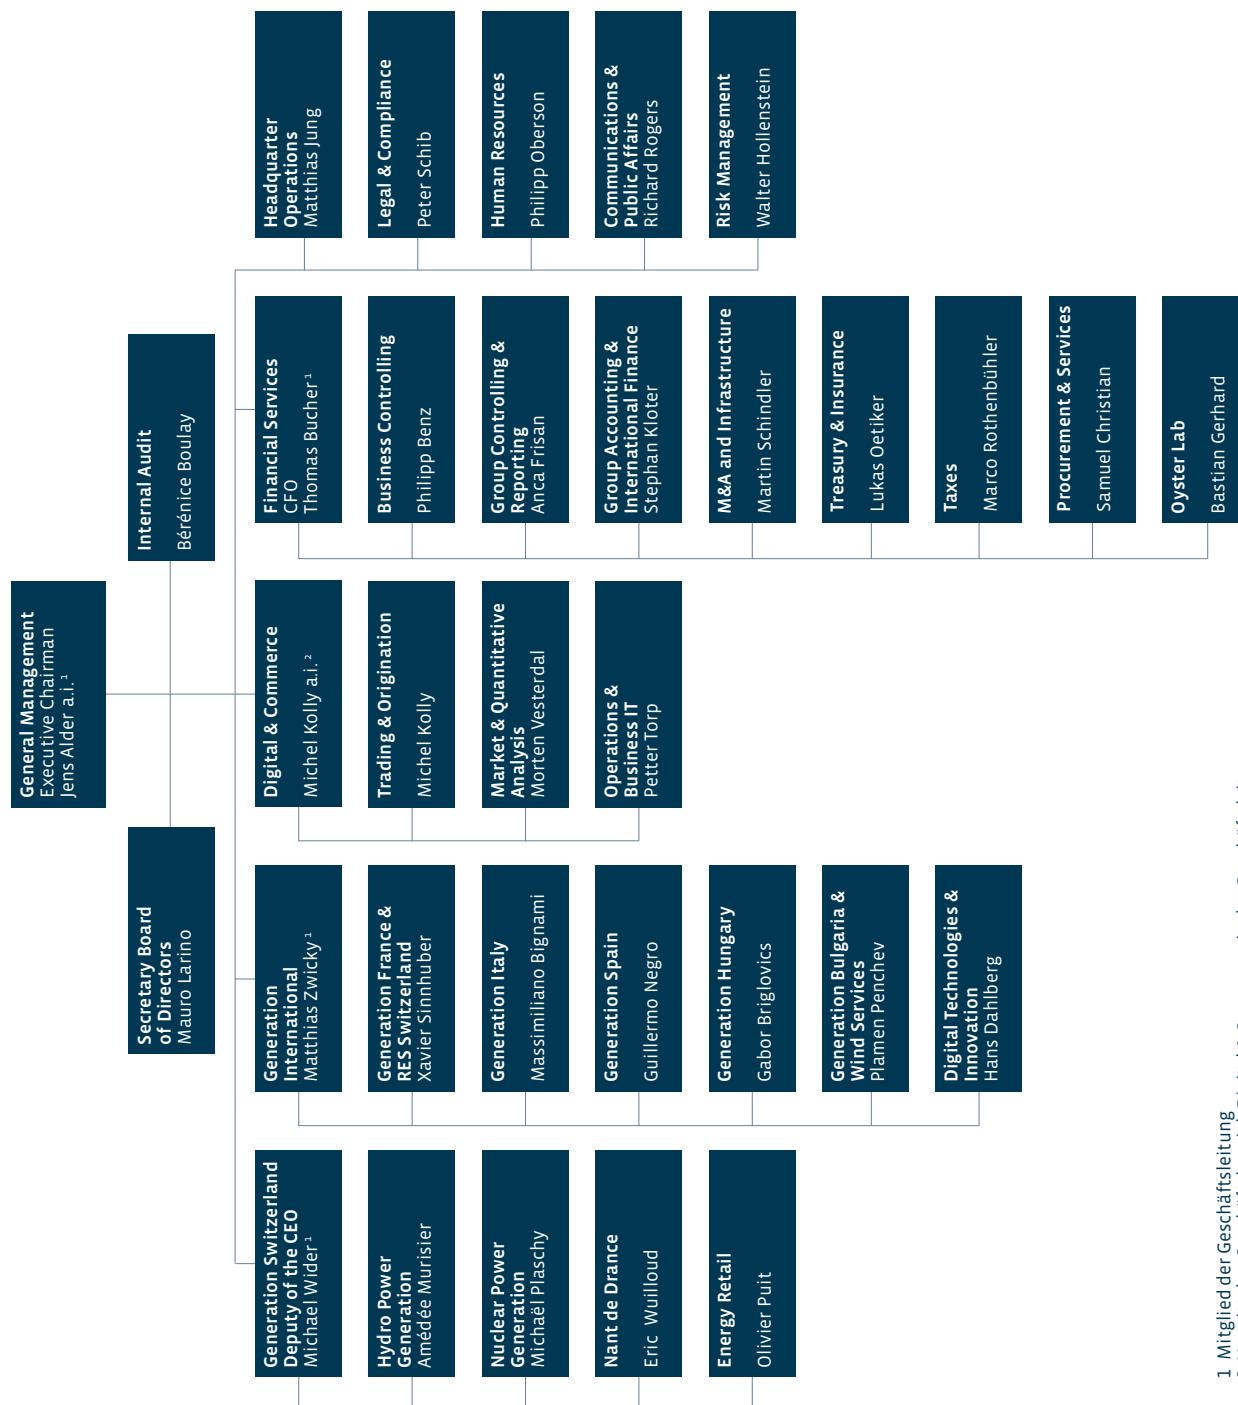 General Management
Executive Chairman
Jens Alder a.i.¹
Secretary Board
of Directors
Mauro Larino
Internal Audit
Bérénice Boulay
Generation Switzerland
Deputy of the CEO
Michael Wider¹
Hydro Power
Generation
Amédée Murisier
Nuclear Power
Generation
Michaël Plaschy
Nant de Drance
Eric Wuilloud
Energy Retail
Olivier Puit
Generation
International
Matthias Zwicky¹
Generation France &
RES Switzerland
Xavier Sinnhuber
Generation Italy
Massimiliano Bignami
Generation Spain
Guillermo Negro
Generation Hungary
Gabor Briglovics
Generation Bulgaria &
Wind Services
Plamen Penchev
Digital Technologies &
Innovation
Hans Dahlberg
Digital & Commerce
Michel Kolly a.i.²
Trading & Origination
Michel Kolly
Market & Quantitative
Analysis
Morten Vesterdal
Operations &
Business IT
Petter Torp
Financial Services
CFO
Thomas Bucher¹
Business Controlling
Philipp Benz
Group Controlling &
Reporting
Anca Frisan
Group Accounting &
International Finance
Stephan Kloter
M&A and Infrastructure
Martin Schindler
Treasury & Insurance
Lukas Oetiker
Taxes
Marco Rothenbühler
Procurement & Services
Samuel Christian
Oyster Lab
Bastian Gerhard
Headquarter
Operations
Matthias Jung
Legal & Compliance
Peter Schib
Human Resources
Philipp Oberson
Communications &
Public Affairs
Richard Rogers
Risk Management
Walter Hollenstein
1 Mitglied der Geschäftsleitung